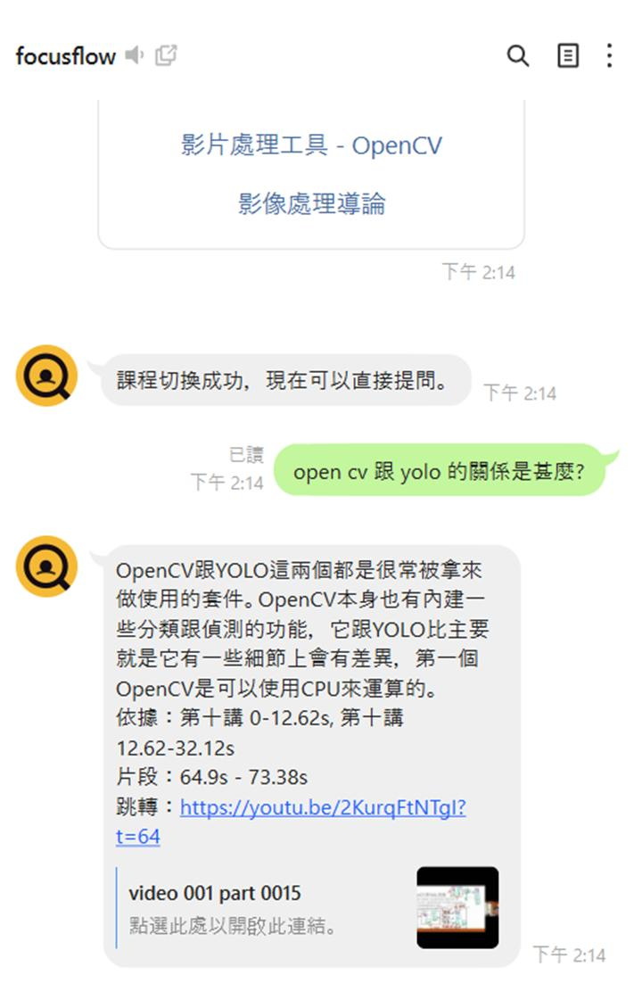 focusflow
影片處理工具 - OpenCV
影像處理導論
下午 2:14
課程切換成功，現在可以直接提問。
下午 2:14
已讀
下午 2:14
open cv 跟 yolo 的關係是甚麼?
OpenCV跟YOLO這兩個都是很常被拿來
做使用的套件。OpenCV本身也有內建一
些分類跟偵測的功能，它跟YOLO比主要
就是它有一些細節上會有差異，第一個
OpenCV是可以使用CPU來運算的。
依據：第十講 0-12.62s, 第十講
12.62-32.12s
片段：64.9s - 73.38s
跳轉：https://youtu.be/2KurqFtNTgI?
t=64
video 001 part 0015
點選此處以開啟此連結。
下午 2:14